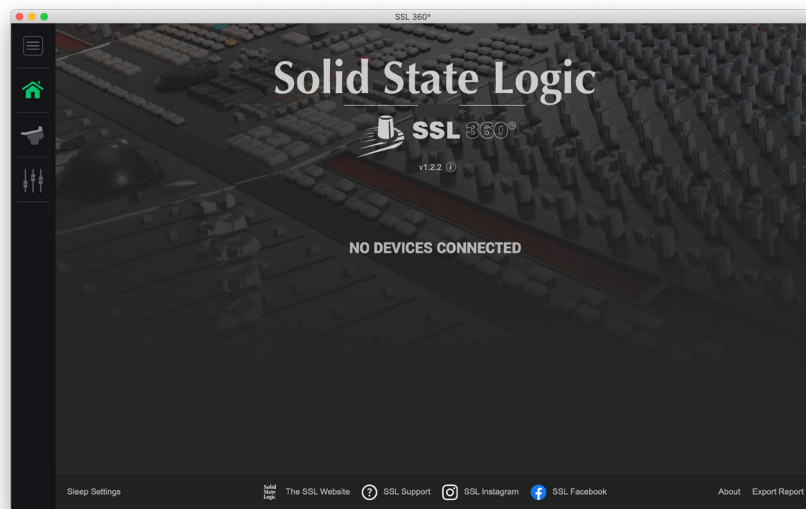 SSL 360°
Solid State Logic
SSL 360°
v1.2.2
NO DEVICES CONNECTED
Sleep Settings
Solid State Logic
The SSL Website
SSL Support
SSL Instagram
SSL Facebook
About
Export Report